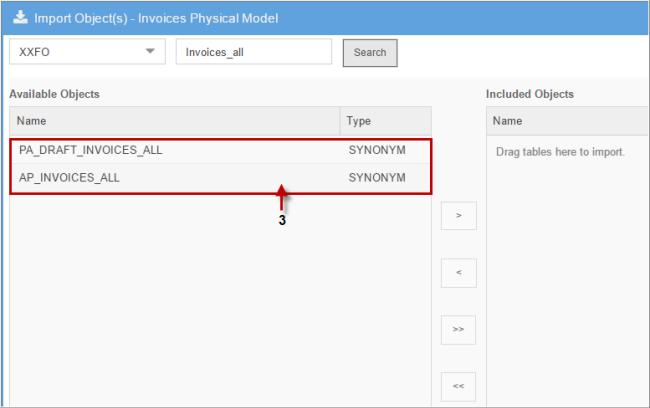 Import Object(s) - Invoices Physical Model
XXFO Invoices_all Search
Available Objects Included Objects
Name Type Name
PA_DRAFT_INVOICES_ALL SYNONYM Drag tables here to import.
AP_INVOICES_ALL SYNONYM
3
>
<
>>
<<